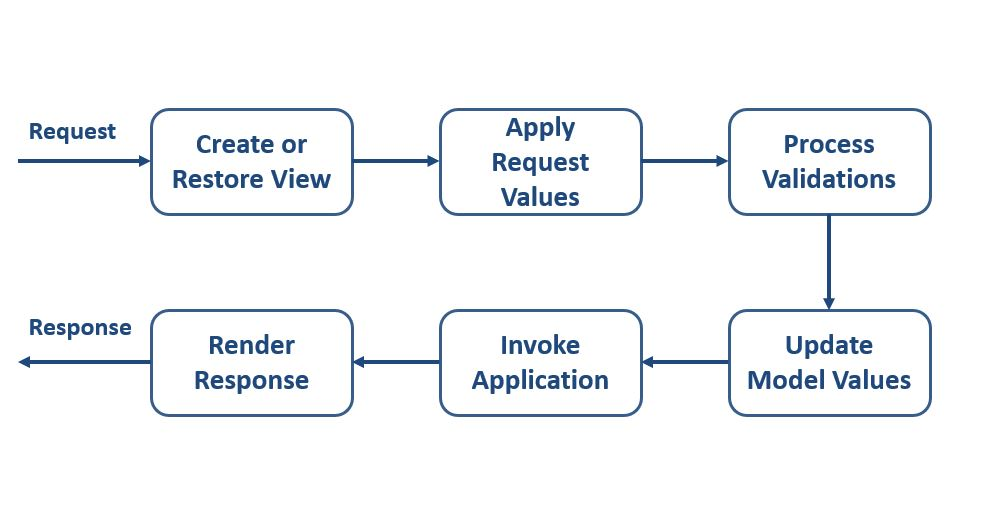 Request
Create or
Restore View
Apply
Request
Values
Process
Validations
Response
Render
Response
Invoke
Application
Update
Model Values